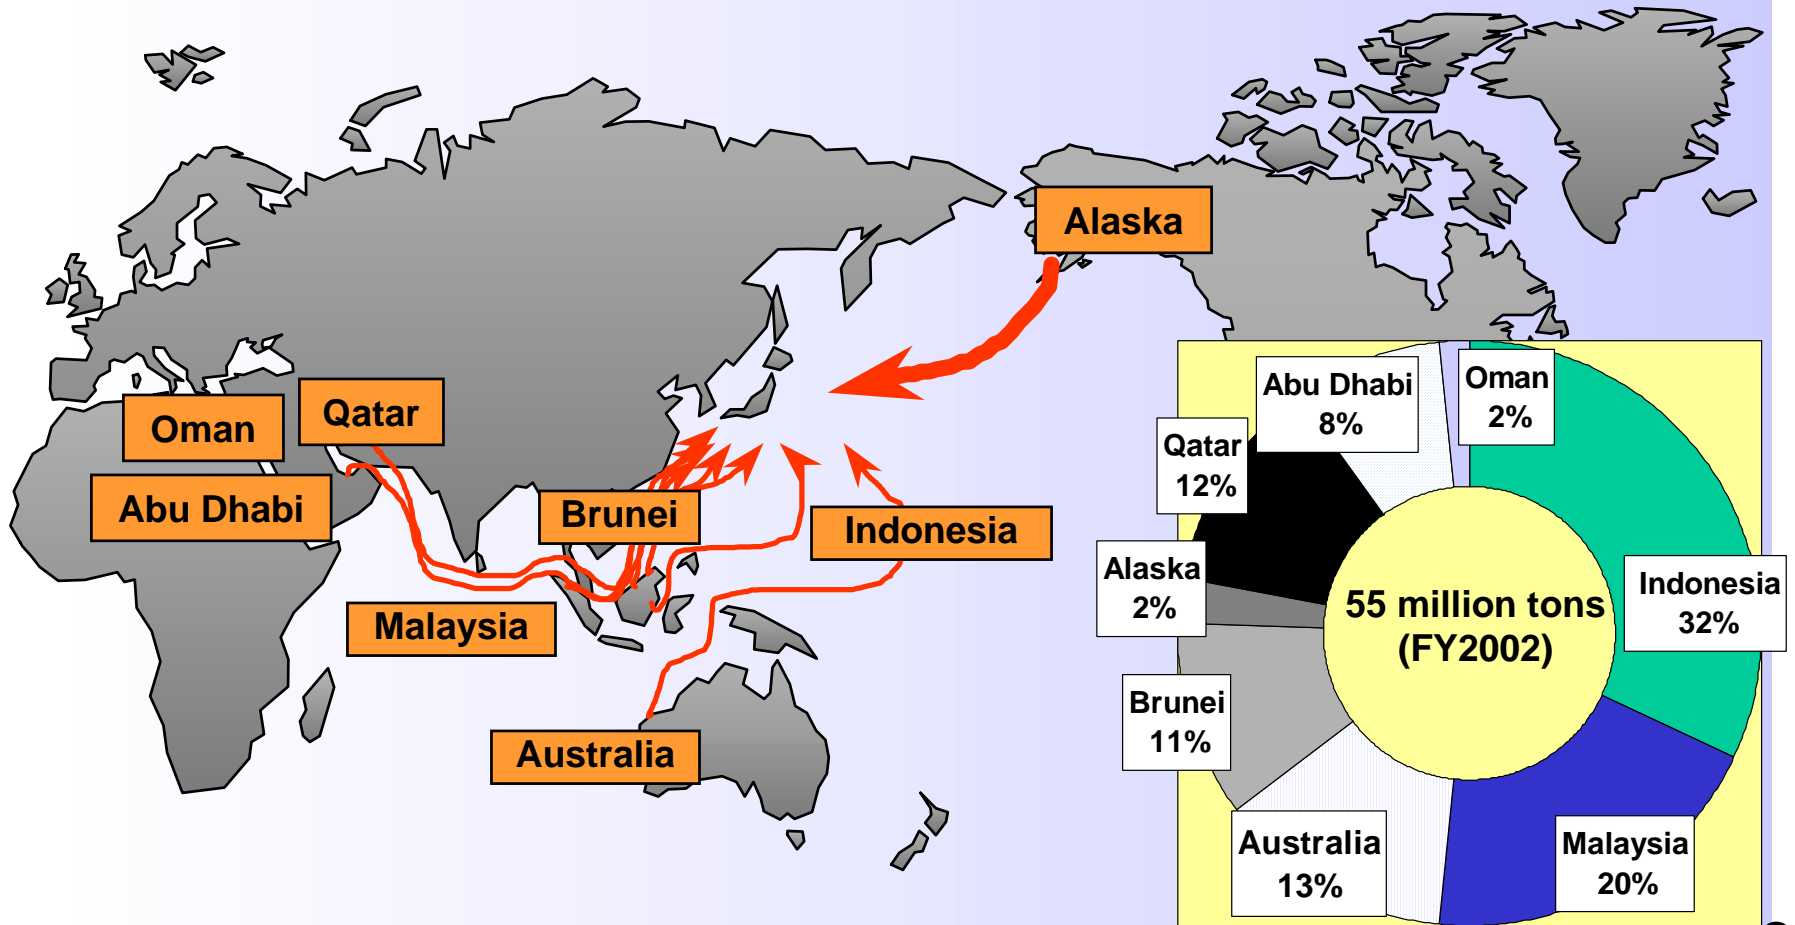 Alaska
Qatar
Oman
Abu Dhabi
Brunei
Indonesia
Malaysia
Australia
Abu Dhabi
8%
Oman
2%
Qatar
12%
Alaska
2%
Indonesia
32%
55 million tons
(FY2002)
Brunei
11%
Australia
13%
Malaysia
20%